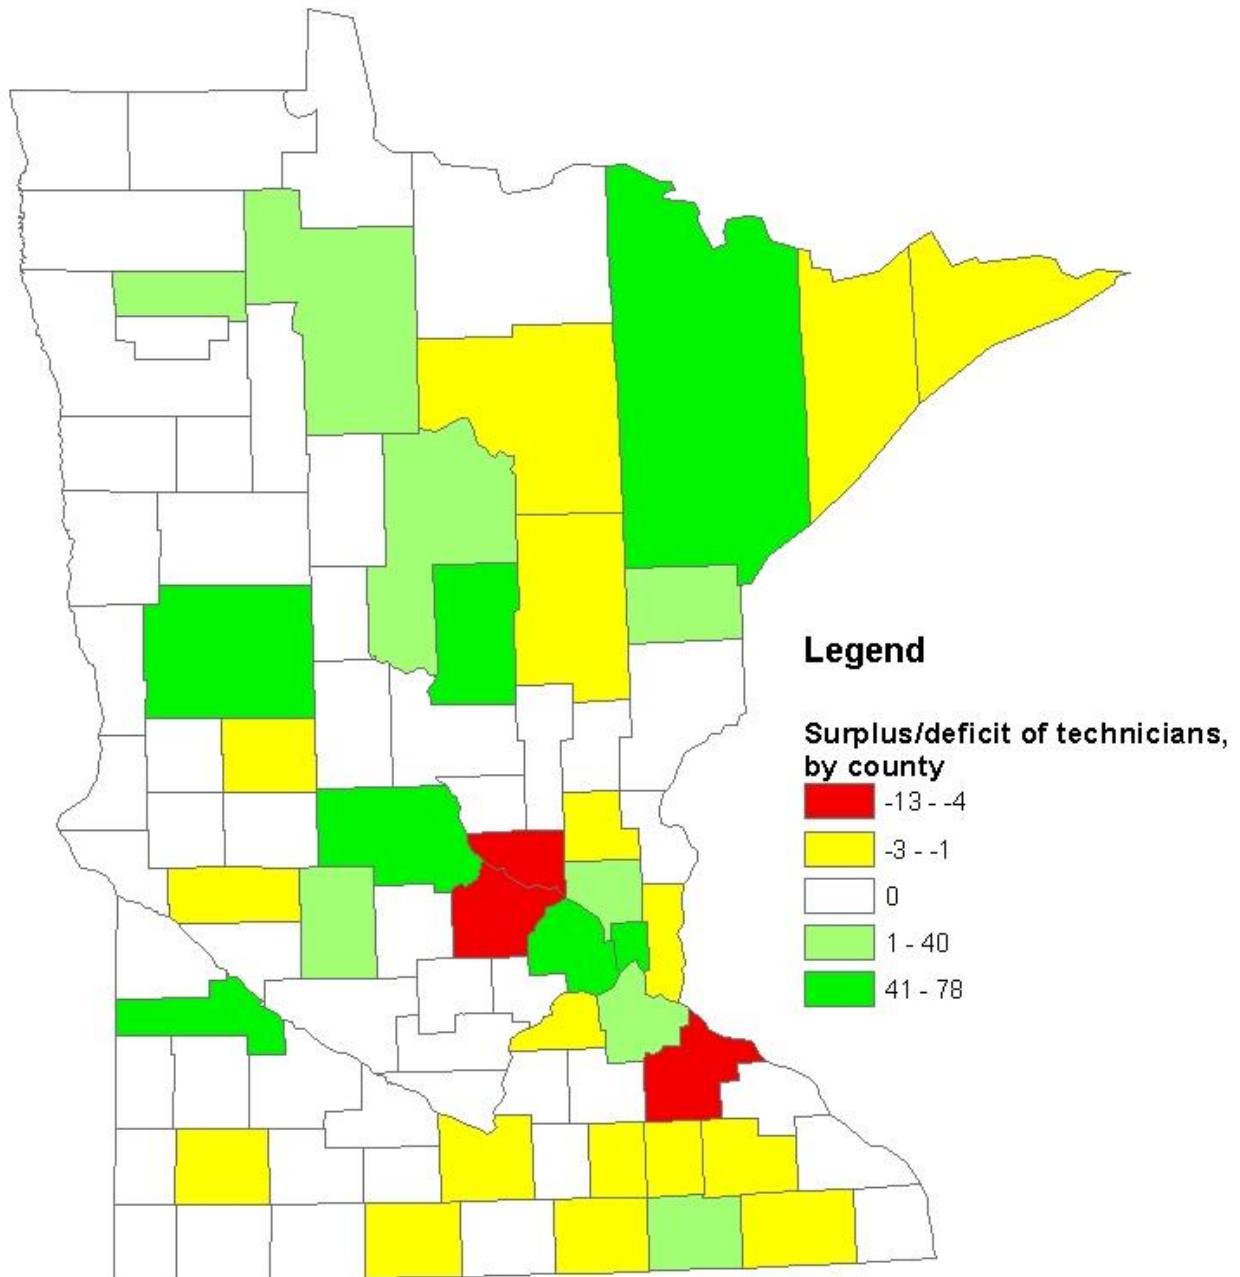 Legend
Surplus/deficit of technicians,
by county
-13 - -4
-3 - -1
0
1 - 40
41 - 78